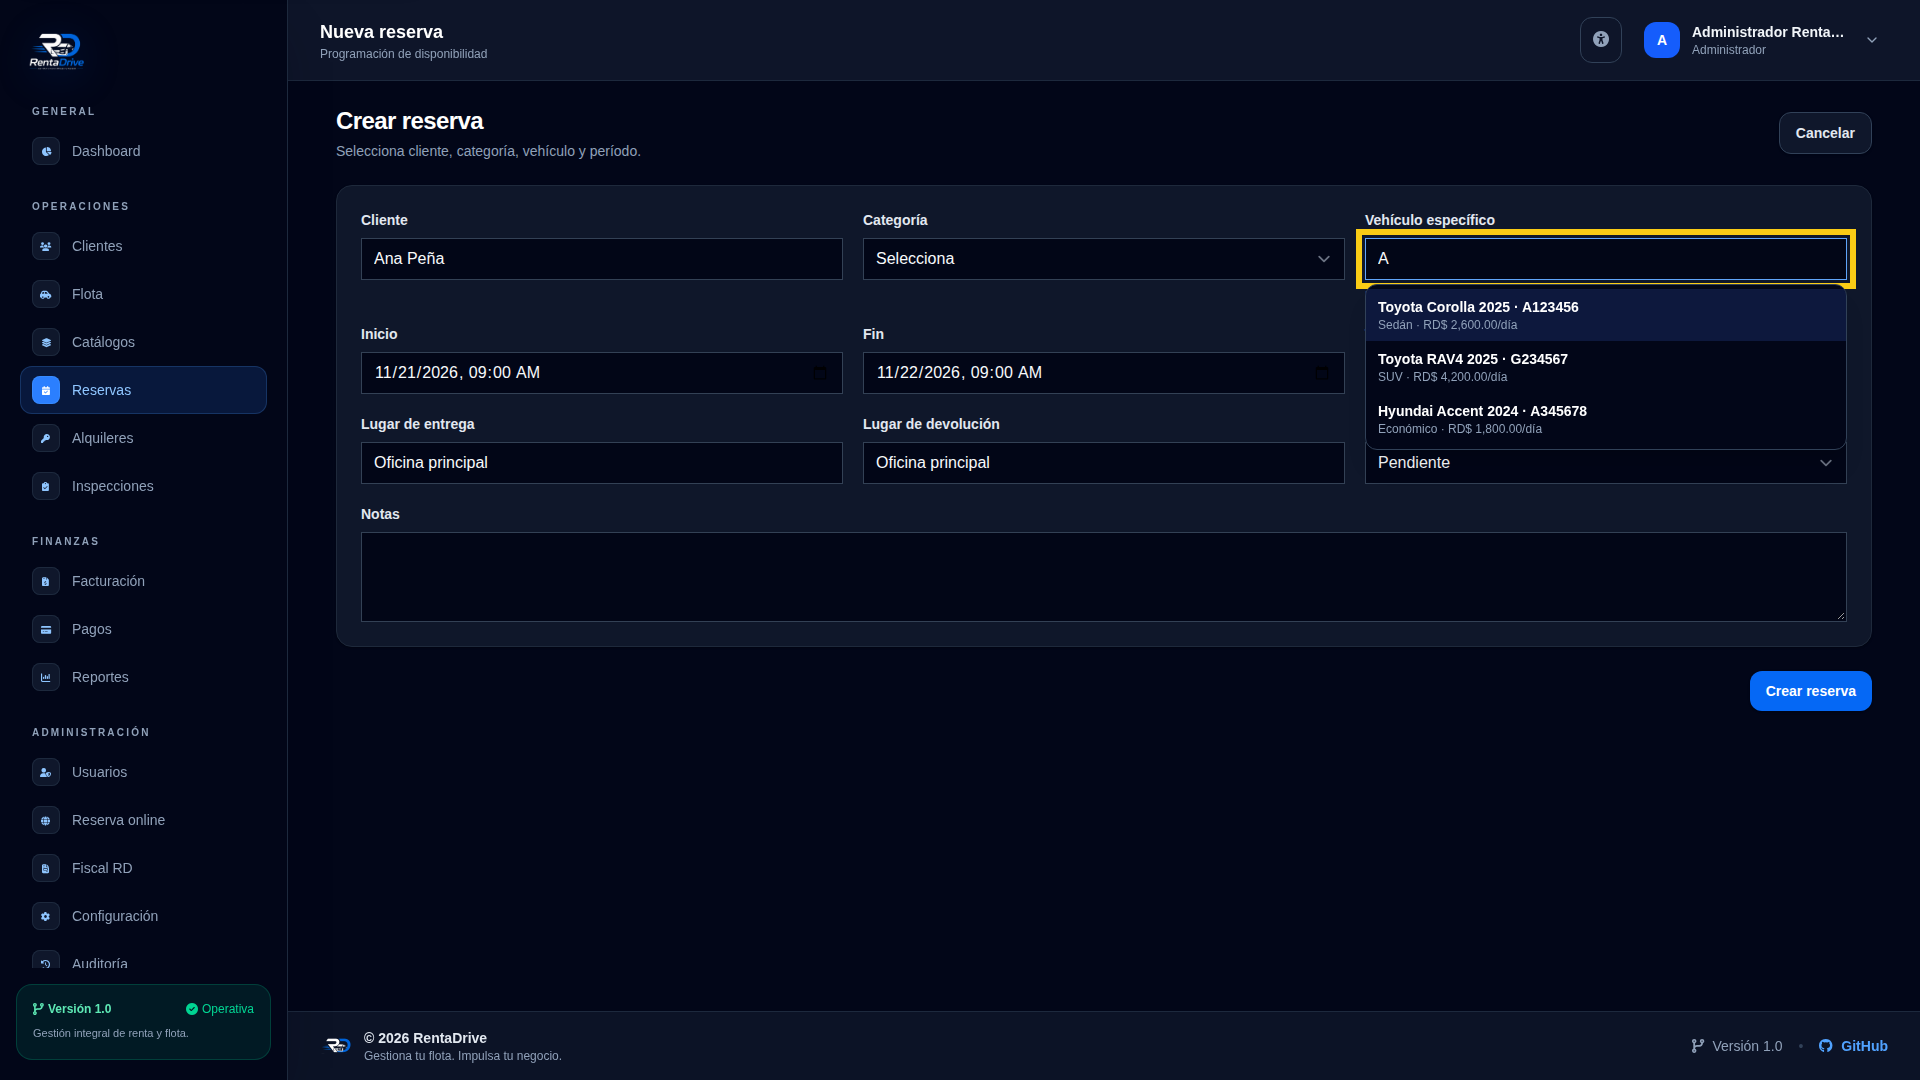 RentaDrive
GENERAL
Dashboard
OPERACIONES
Clientes
Flota
Catálogos
Reservas
Alquileres
Inspecciones
FINANZAS
Facturación
Pagos
Reportes
ADMINISTRACIÓN
Usuarios
Reserva online
Fiscal RD
Configuración
Auditoría
Versión 1.0
Operativa
Gestión integral de renta y flota.
Nueva reserva
Programación de disponibilidad
A
Administrador Renta...
Administrador
Crear reserva
Selecciona cliente, categoría, vehículo y período.
Cancelar
Cliente
Ana Peña
Categoría
Selecciona
Vehículo específico
A
Toyota Corolla 2025 · A123456
Sedán · RD$ 2,600.00/día
Toyota RAV4 2025 · G234567
SUV · RD$ 4,200.00/día
Hyundai Accent 2024 · A345678
Económico · RD$ 1,800.00/día
Inicio
11/21/2026, 09:00 AM
Fin
11/22/2026, 09:00 AM
Lugar de entrega
Oficina principal
Lugar de devolución
Oficina principal
Pendiente
Notas
Crear reserva
© 2026 RentaDrive
Gestiona tu flota. Impulsa tu negocio.
Versión 1.0
•
GitHub